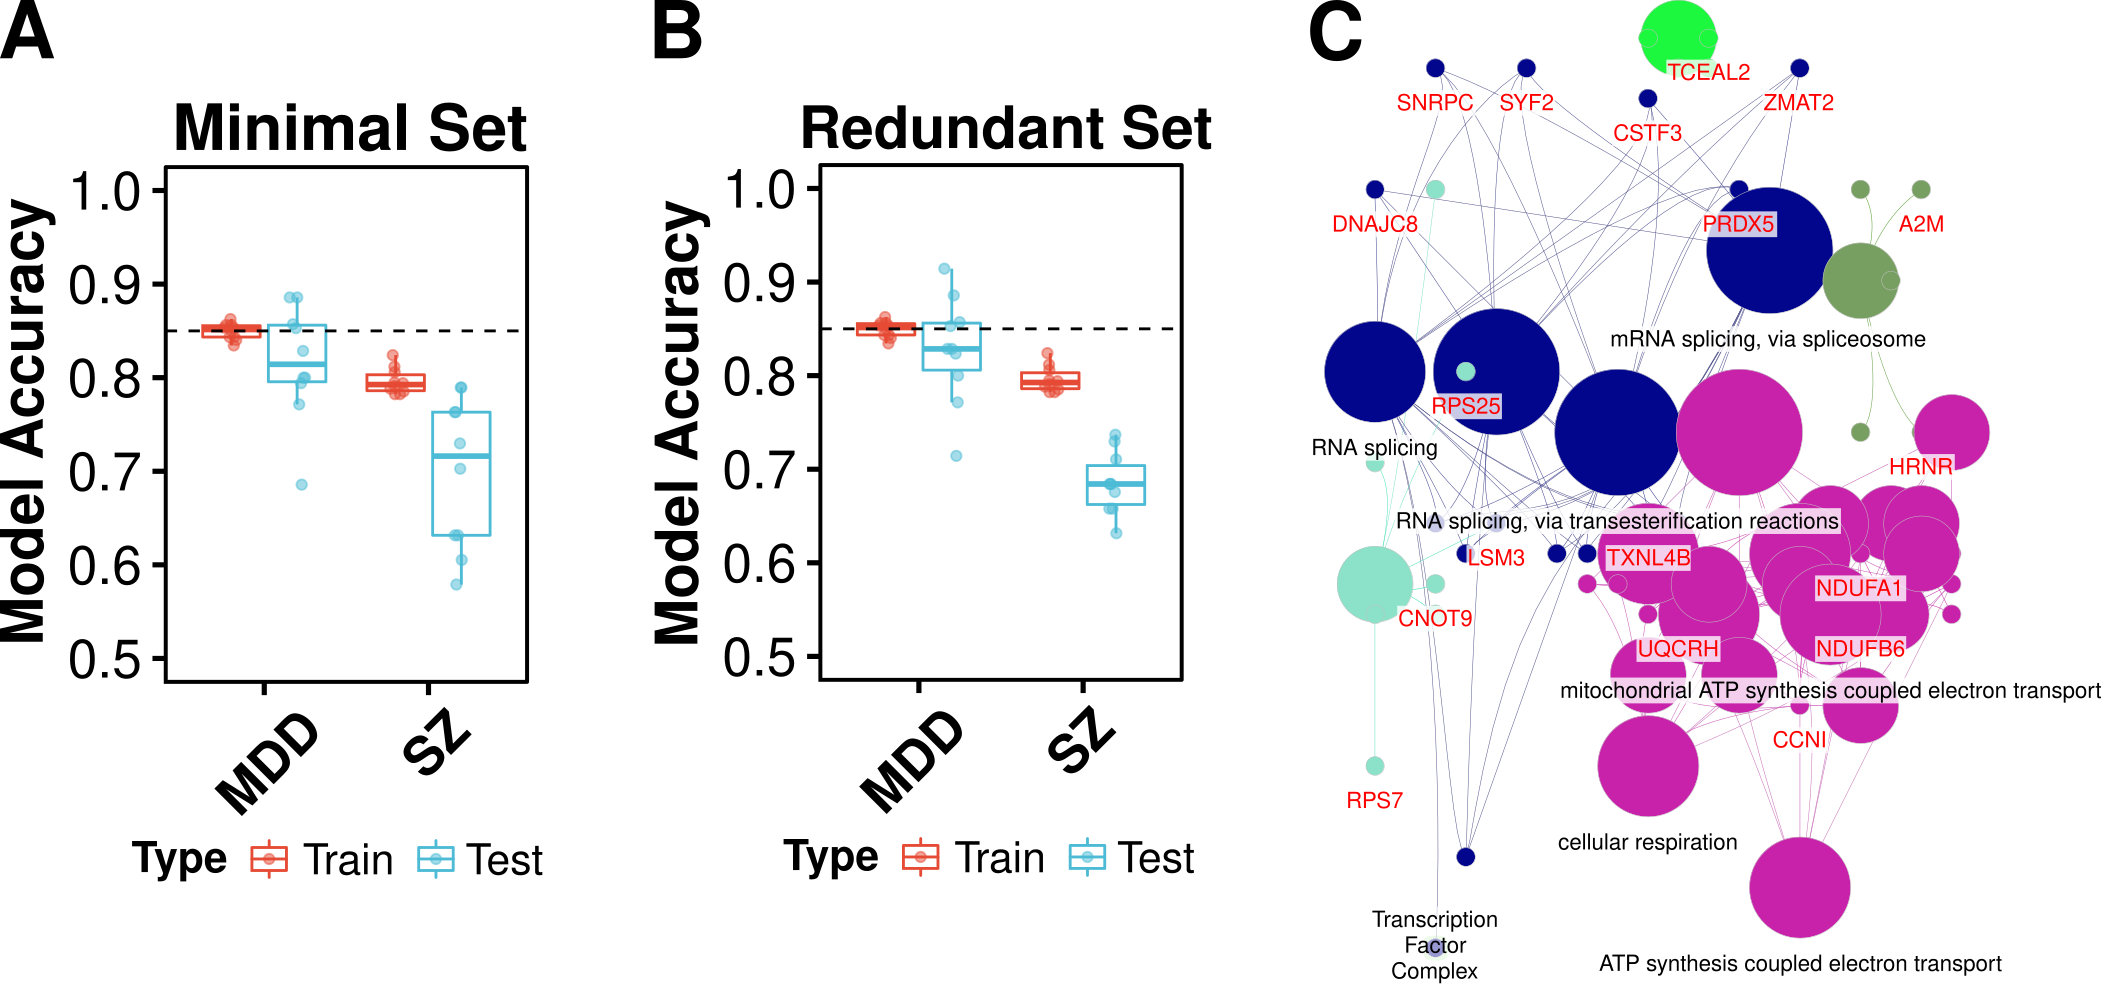 A
Minimal Set
Model Accuracy
1.0
0.9
0.8
0.7
0.6
0.5
MDD
SZ
Type Train Test
B
Redundant Set
Model Accuracy
1.0
0.9
0.8
0.7
0.6
0.5
MDD
SZ
Type Train Test
C
TCEAL2
SNRPC
SYF2
ZMAT2
CSTF3
DNAJC8
PRDX5
A2M
mRNA splicing, via spliceosome
RPS25
RNA splicing
HRNR
RNA splicing, via transesterification reactions
LSM3
TXNL4B
NDUFA1
CNOT9
UQCRH
NDUFB6
mitochondrial ATP synthesis coupled electron transport
CCNI
RPS7
cellular respiration
Transcription
Factor
Complex
ATP synthesis coupled electron transport